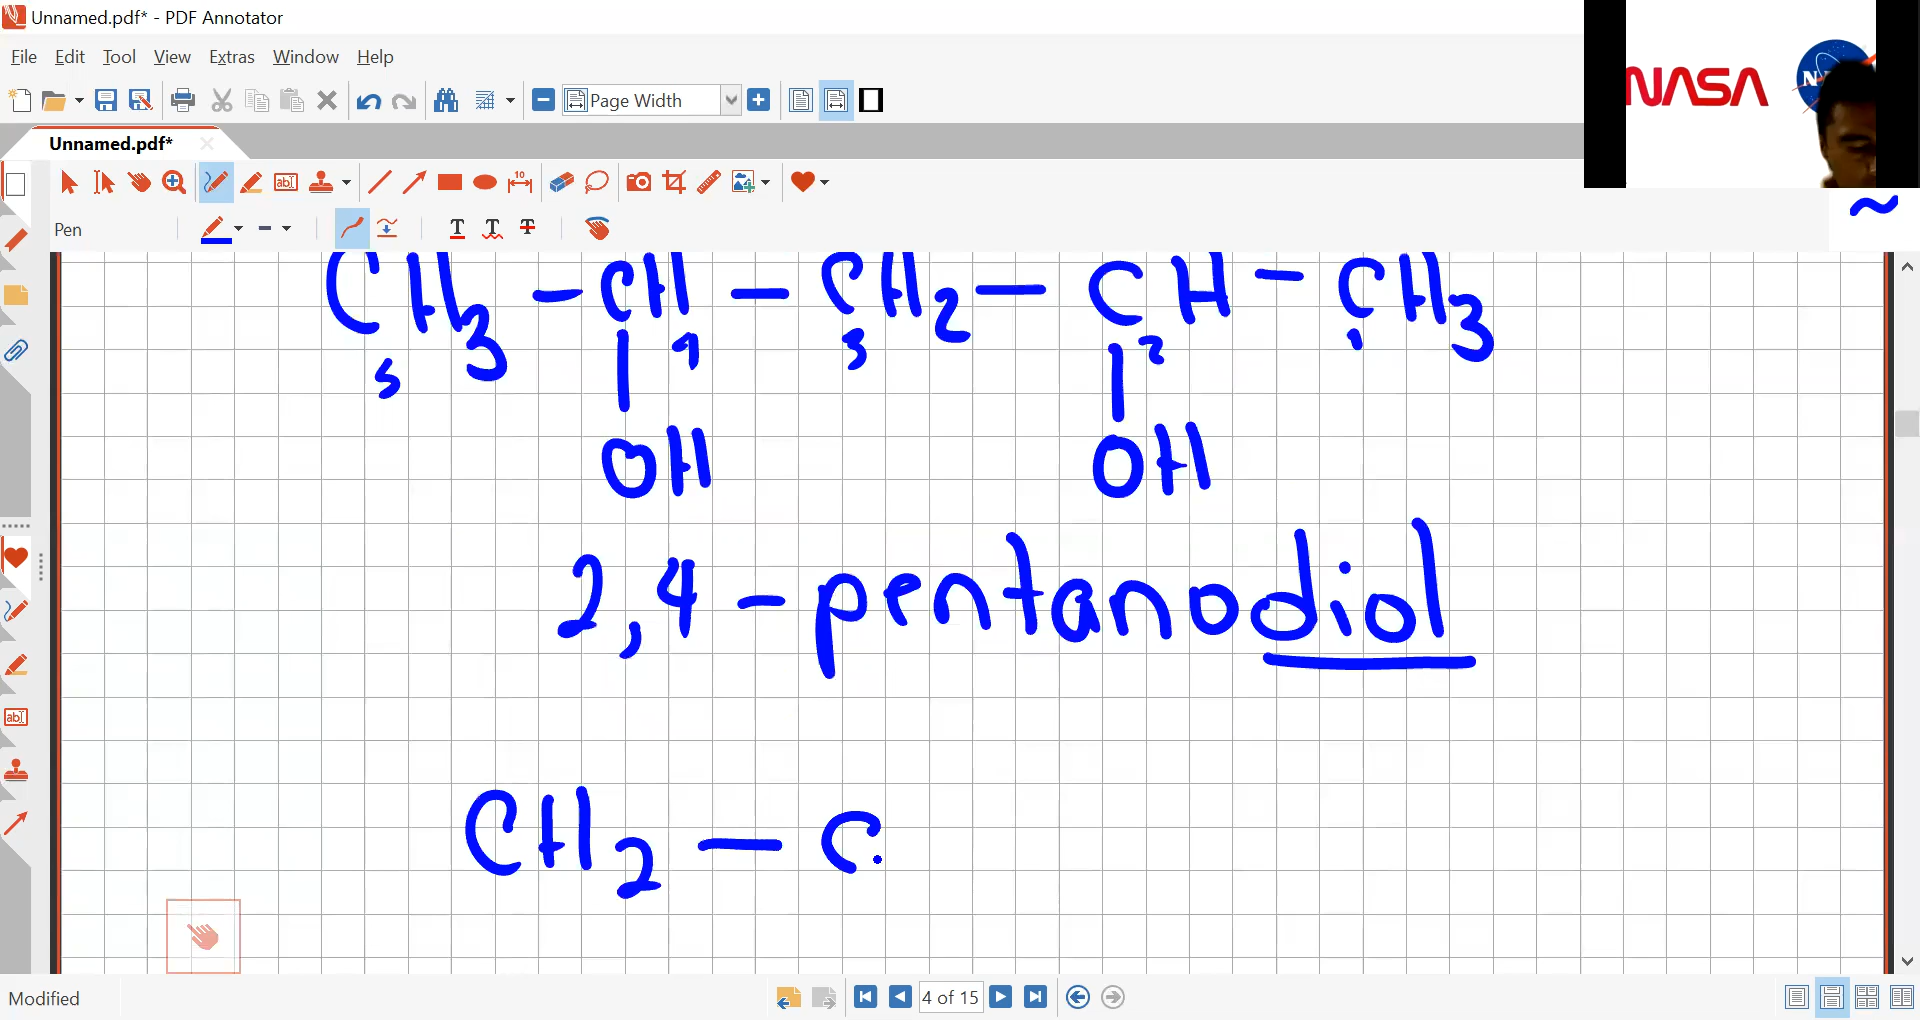 Unnamed.pdf* - PDF Annotator
File Edit Tool View Extras Window Help
Page Width
NASA
Unnamed.pdf*
10
Pen
CH3 - CH - CH2 - CH - CH3
5 4 3 2 1
OH OH
2,4 - pentanodiol
CH2 - C
Modified
4 of 15